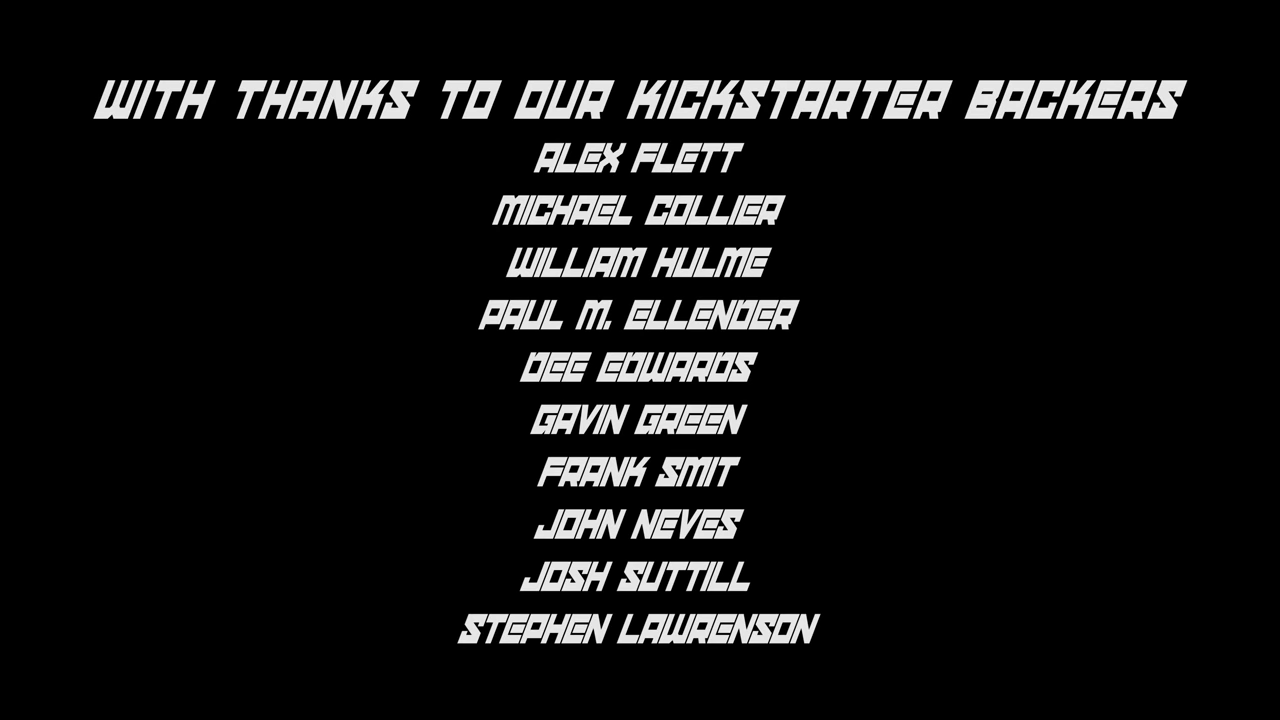 WITH THANKS TO OUR KICKSTARTER BACKERS
ALEX FLETT
MICHAEL COLLIER
WILLIAM HULME
PAUL M. ELLENDER
DEE EDWARDS
GAVIN GREEN
FRANK SMIT
JOHN NEVES
JOSH SUTTILL
STEPHEN LAWRENSON